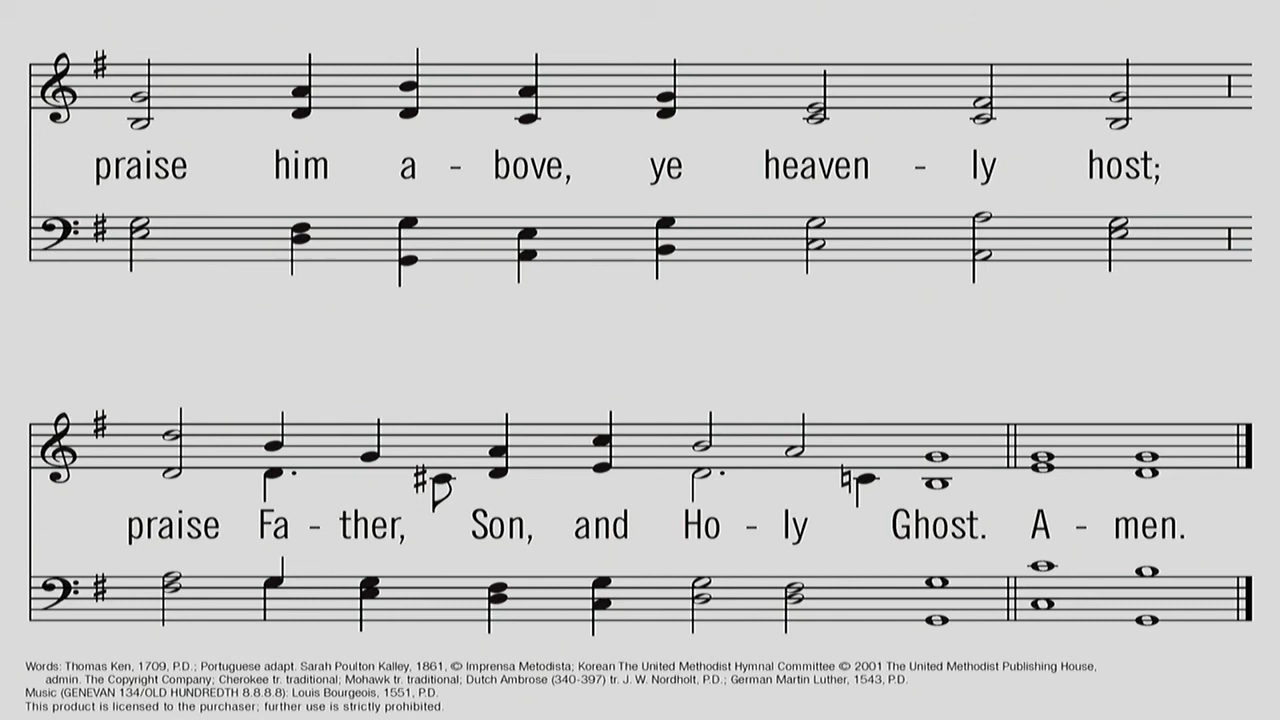 praise him a - bove, ye heaven - ly host;
praise Fa - ther, Son, and Ho - ly Ghost. A - men.
Words: Thomas Ken, 1709, P.D.; Portuguese adapt. Sarah Poulton Kalley, 1861, © Imprensa Metodista; Korean The United Methodist Hymnal Committee © 2001 The United Methodist Publishing House,
admin. The Copyright Company; Cherokee tr. traditional; Mohawk tr. traditional; Dutch Ambrose (340-397) tr. J. W. Nordholt, P.D.; German Martin Luther, 1543, P.D.
Music (GENEVAN 134/OLD HUNDREDTH 8.8.8.8): Louis Bourgeois, 1551, P.D.
This product is licensed to the purchaser; further use is strictly prohibited.